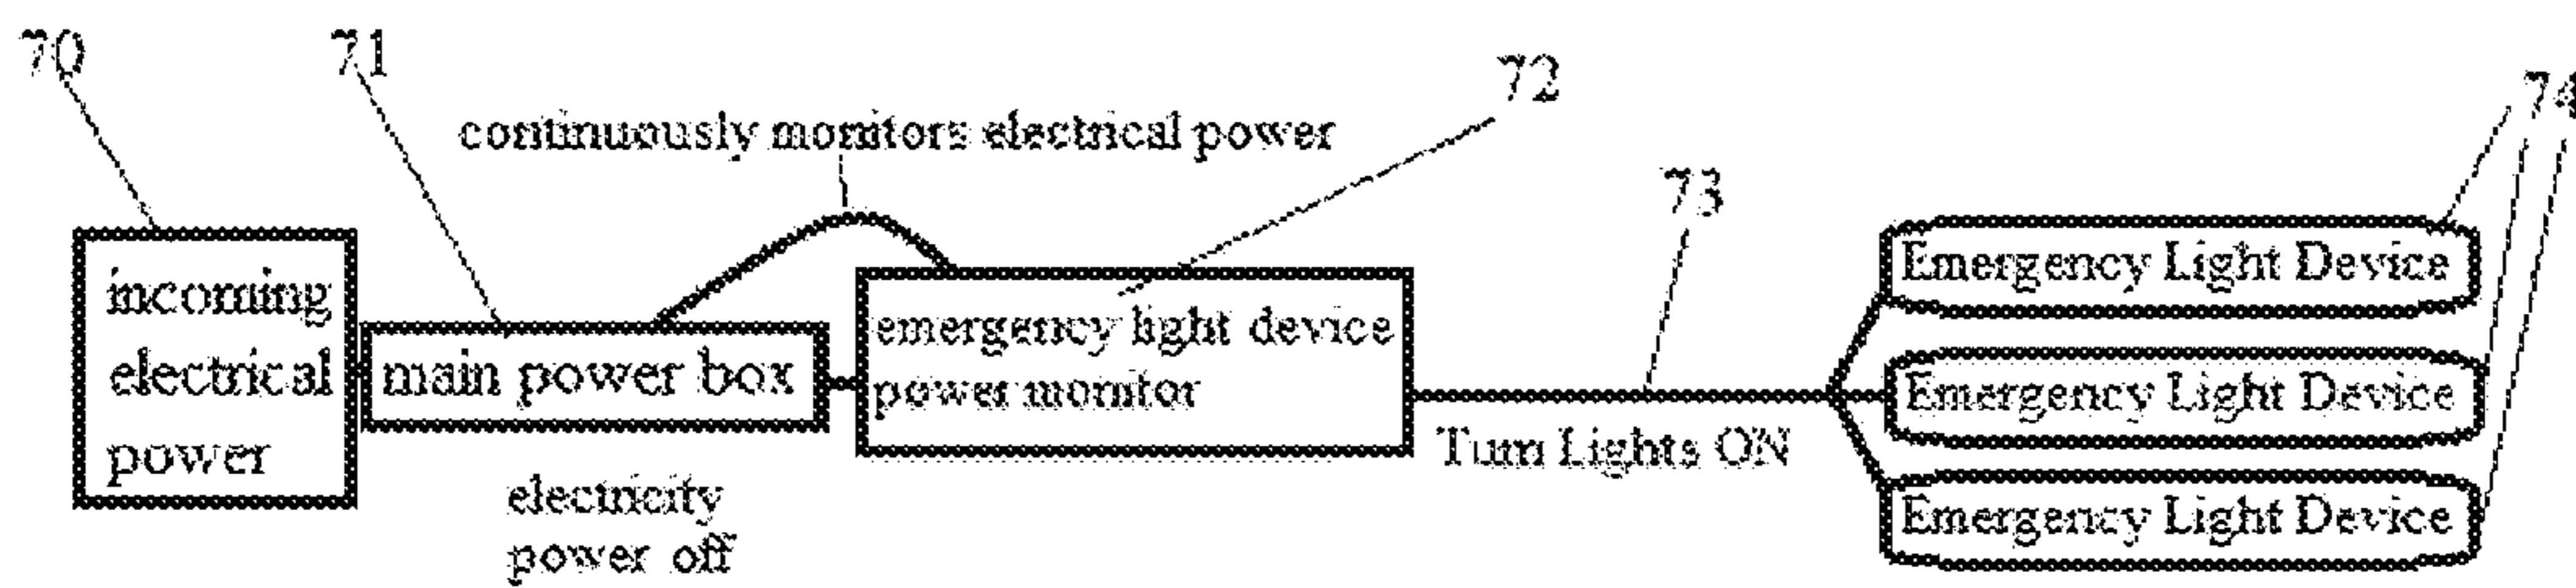 70
71
72
74
continuously monitors electrical power
73
incoming
electrical
power
main power box
emergency light device
power monitor
Emergency Light Device
Emergency Light Device
Emergency Light Device
Turn Lights ON
electricity
power off